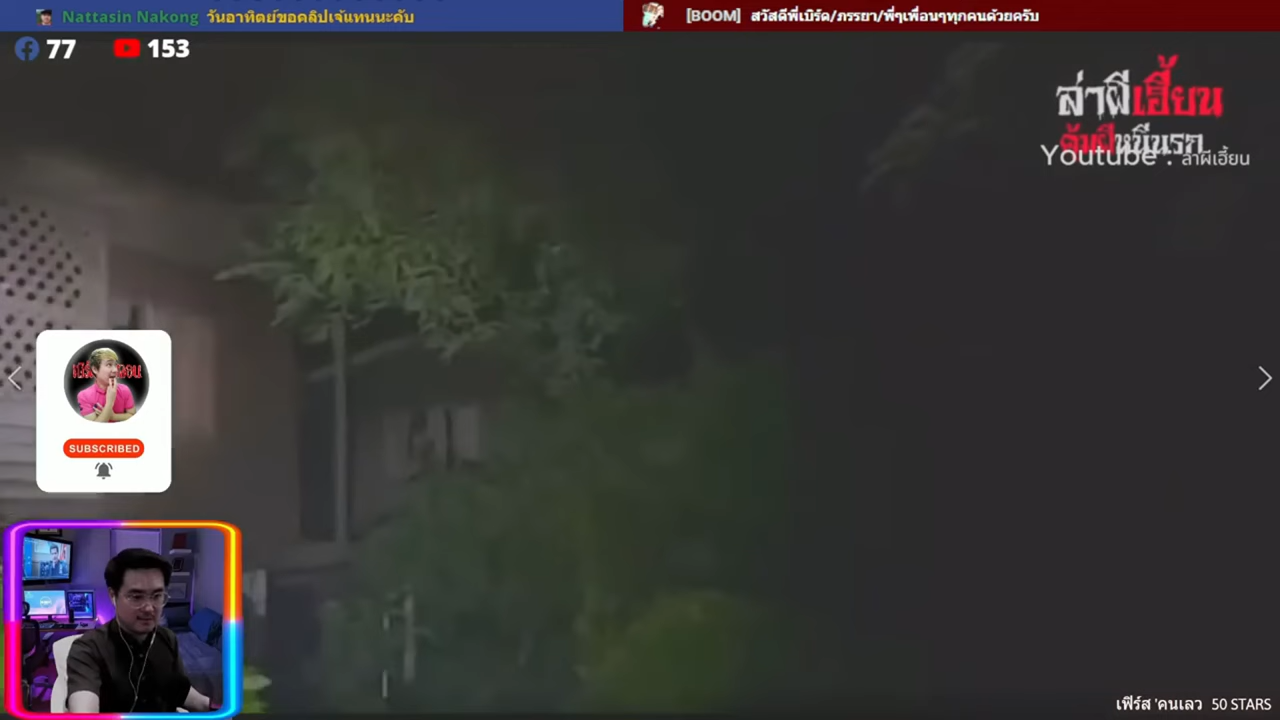 Nattasin Nakong วันอาทิตย์ขอคลิปเจ้แทนนะคับ
[BOOM] สวัสดีพี่เบิร์ด/ภรรยา/พี่ๆเพื่อนๆทุกคนด้วยครับ
77 153
ล่าผีเฮี้ยน
Youtube : ล่าผีเฮี้ยน
SUBSCRIBED
เฟิร์ส 'คนเลว 50 STARS